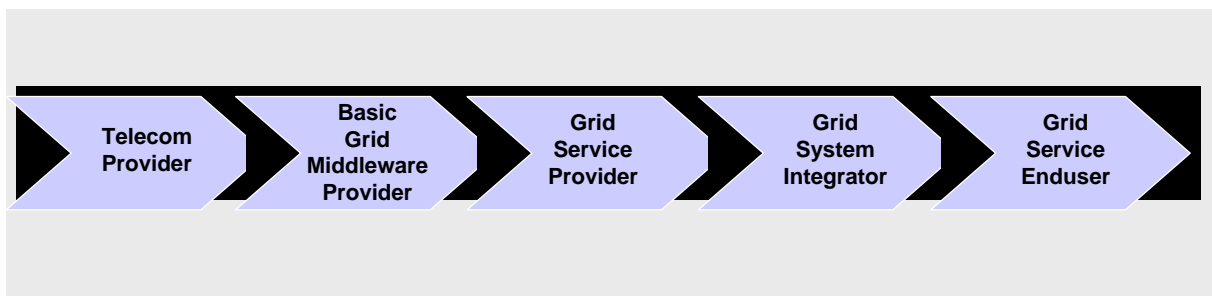 Telecom
Provider
Basic
Grid
Middleware
Provider
Grid
Service
Provider
Grid
System
Integrator
Grid
Service
Enduser